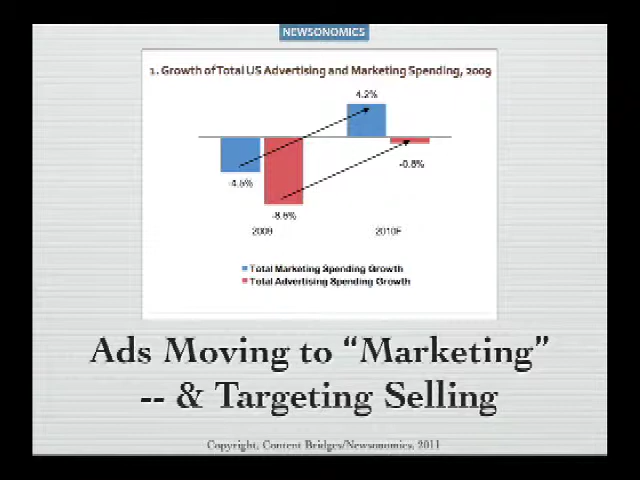 NEWSONOMICS
1. Growth of Total US Advertising and Marketing Spending, 2009
4.2%
-4.5%
-0.8%
-8.6%
2009 2010F
Total Marketing Spending Growth
Total Advertising Spending Growth
Ads Moving to “Marketing”
-- & Targeting Selling
Copyright, Content Bridges/Newsonomics, 2011